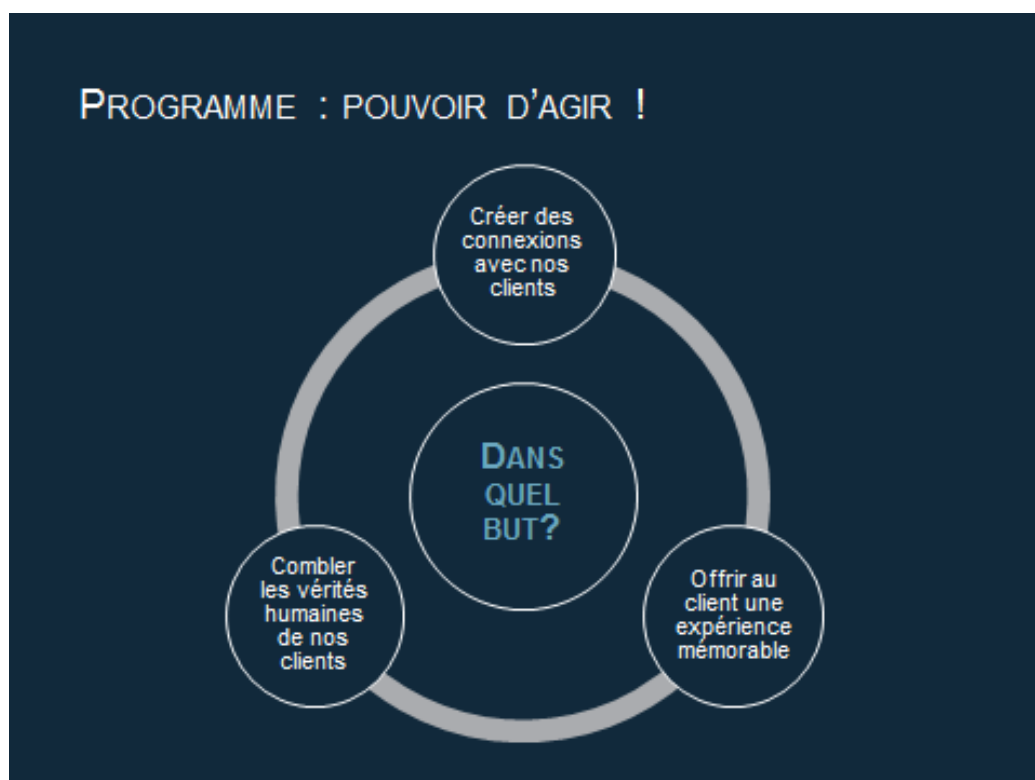 PROGRAMME : POUVOIR D'AGIR !
Créer des
connexions
avec nos
clients
DANS
QUEL
BUT?
Combler
les vérités
humaines
de nos
clients
Offrir au
client une
expérience
mémorable